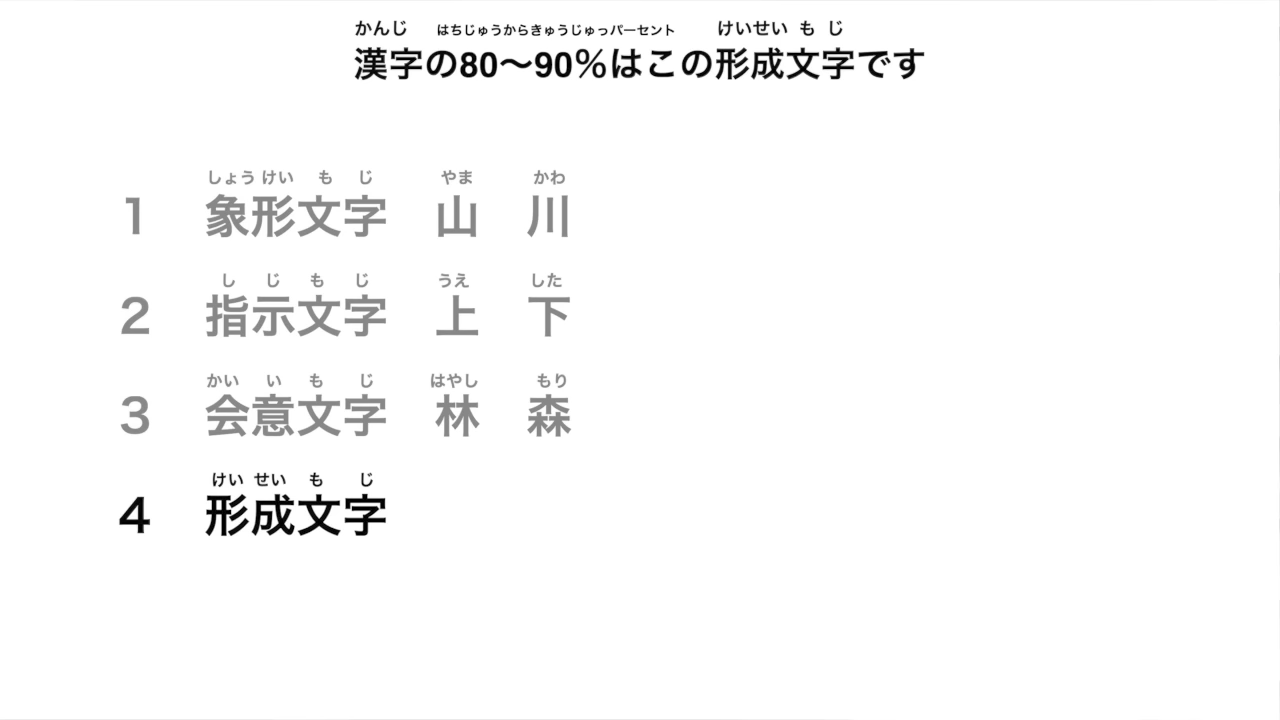 かんじ はちじゅうからきゅうじゅっパーセント けいせい も じ
漢字の80〜90%はこの形成文字です
しょう けい も じ やま かわ
1 象形文字 山 川
し じ も じ うえ した
2 指示文字 上 下
かい い も じ はやし もり
3 会意文字 林 森
けい せい も じ
4 形成文字